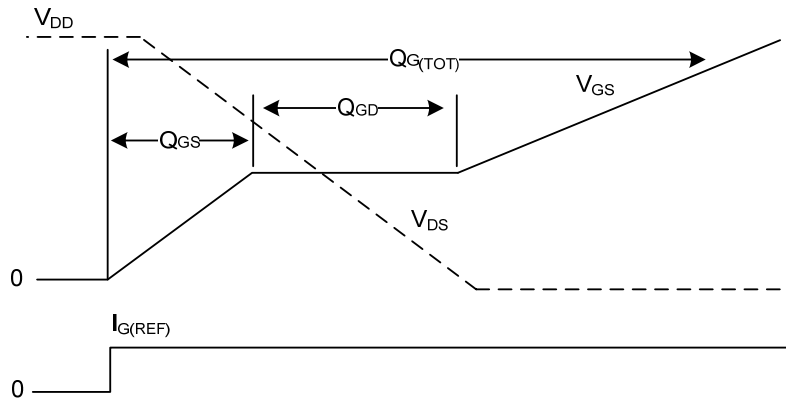 VDD
QG(TOT)
VGS
QGD
QGS
VDS
0
IG(REF)
0